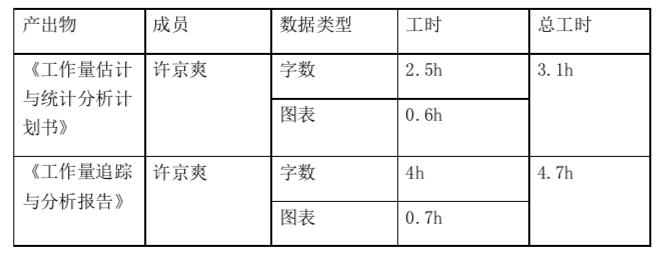 产出物 成员 数据类型 工时 总工时
《工作量估计 许京爽 字数 2.5h 3.1h
与统计分析计
划书》
图表 0.6h
《工作量追踪 许京爽 字数 4h 4.7h
与分析报告》
图表 0.7h